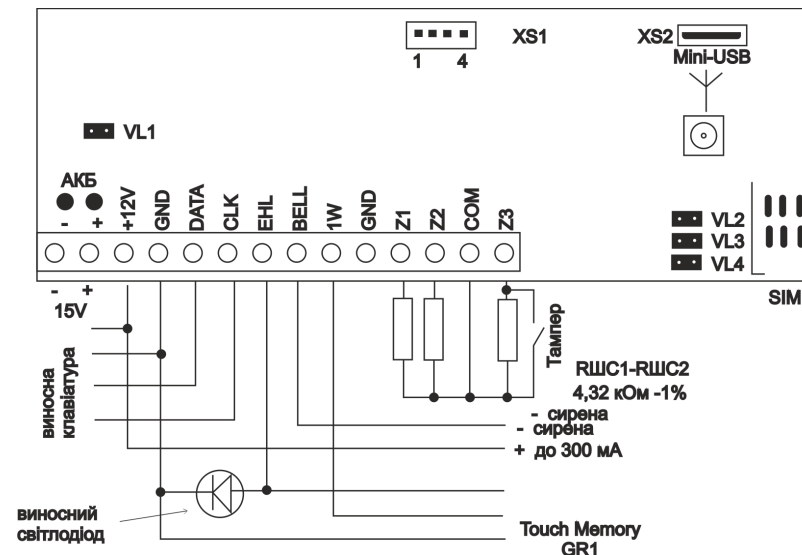 XS1
1 4
XS2
Mini-USB
VL1
АКБ
- +
+12V
GND
DATA
CLK
EHL
BELL
1W
GND
Z1
Z2
COM
Z3
VL2
VL3
VL4
SIM
- +
15V
виносна
клавіатура
Тампер
RШС1-RШС2
4,32 кОм -1%
- сирена
- сирена
+ до 300 мА
виносний
світлодіод
Touch Memory
GR1